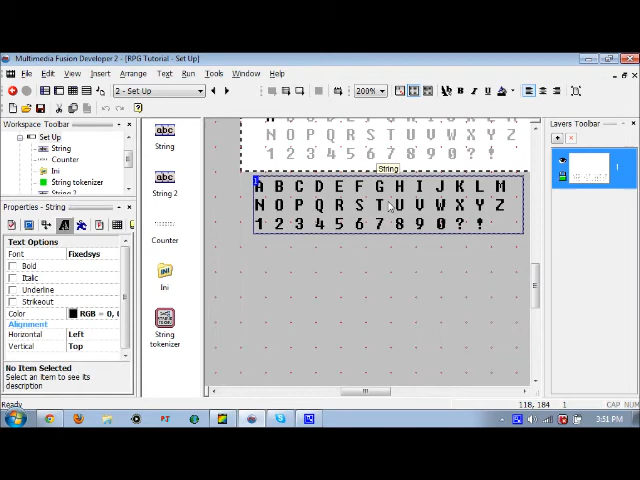 Multimedia Fusion Developer 2 - [RPG Tutorial - Set Up]
File Edit View Insert Arrange Text Run Tools Window Help
2 - Set Up
200%
B I U A
Workspace Toolbar
Set Up
String
Counter
Ini
String tokenizer
Properties - String
Text Options
Font Fixedsys
Bold
Italic
Underline
Strikeout
Color RGB = 0, 0
Alignment
Horizontal Left
Vertical Top
No Item Selected
Select an item to see its
description
abc
String
abc
String 2
Counter
INI
Ini
String
tokenizer
N O P Q R S T U V W X Y Z
1 2 3 4 5 6 7 8 9 0 ? !
String
A B C D E F G H I J K L M
N O P Q R S T U V W X Y Z
1 2 3 4 5 6 7 8 9 0 ? !
Layers Toolbar
1
Ready
118, 184
CAP NUM
3:51 PM